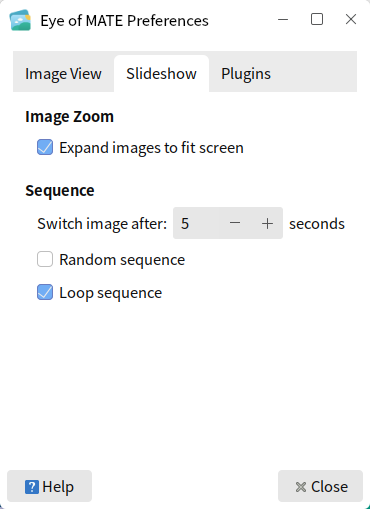 Eye of MATE Preferences
Image View Slideshow Plugins
Image Zoom
Expand images to fit screen
Sequence
Switch image after: 5 seconds
Random sequence
Loop sequence
? Help Close